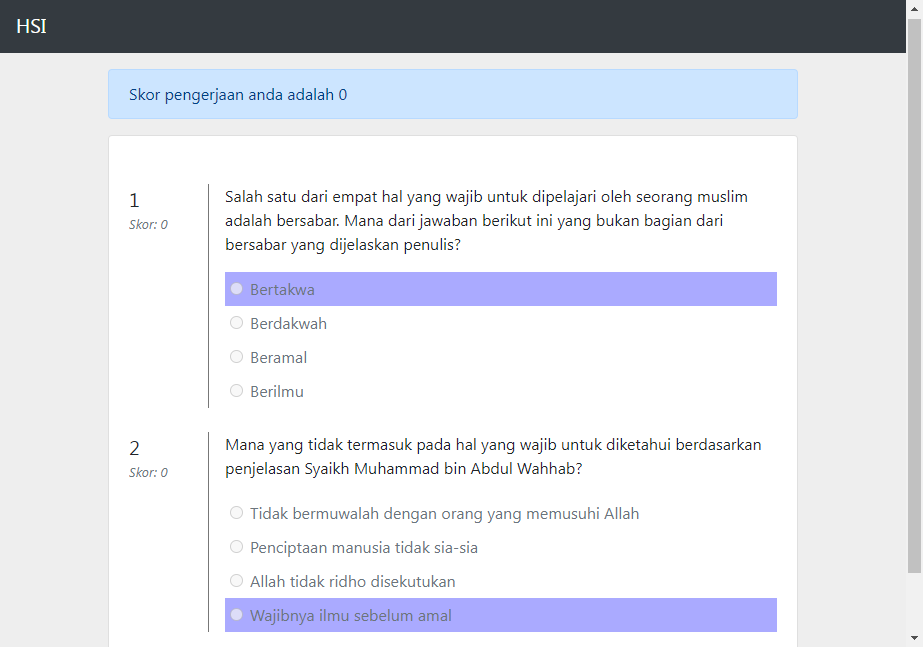 HSI
Skor pengerjaan anda adalah 0
1
Skor: 0
Salah satu dari empat hal yang wajib untuk dipelajari oleh seorang muslim
adalah bersabar. Mana dari jawaban berikut ini yang bukan bagian dari
bersabar yang dijelaskan penulis?
Bertakwa
Berdakwah
Beramal
Berilmu
2
Skor: 0
Mana yang tidak termasuk pada hal yang wajib untuk diketahui berdasarkan
penjelasan Syaikh Muhammad bin Abdul Wahhab?
Tidak bermuwalah dengan orang yang memusuhi Allah
Penciptaan manusia tidak sia-sia
Allah tidak ridho disekutukan
Wajibnya ilmu sebelum amal